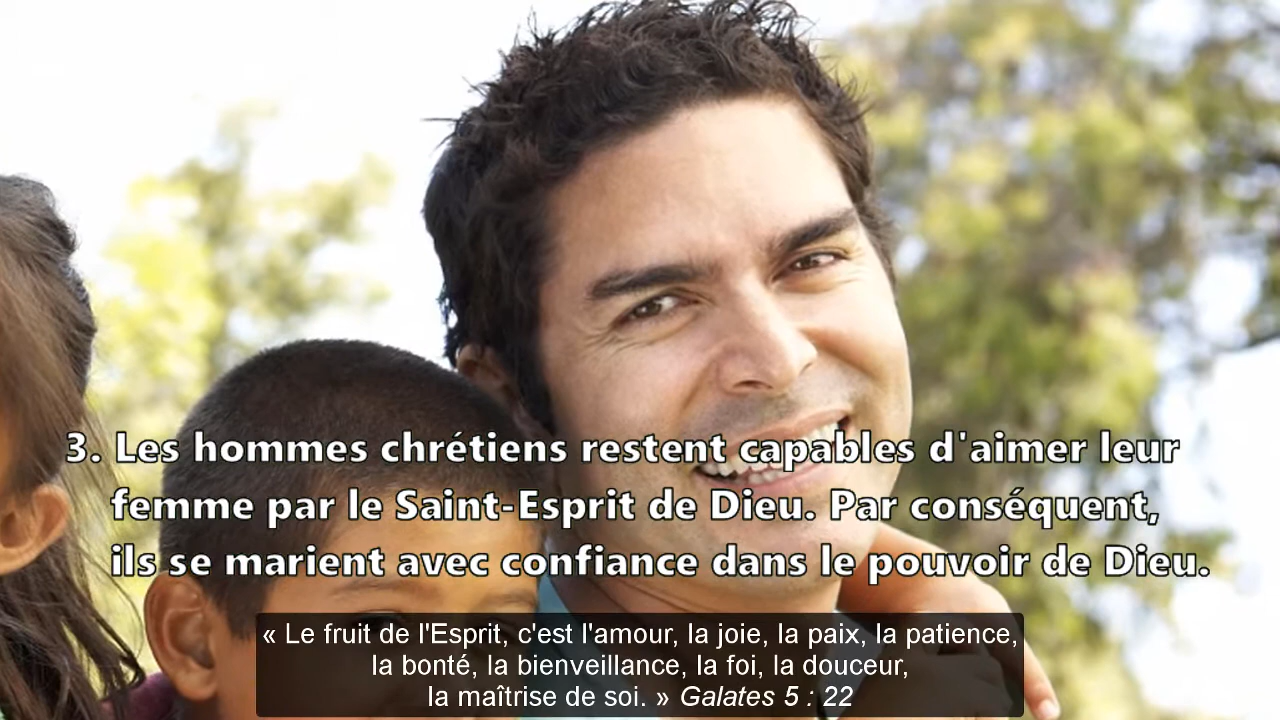 3. Les hommes chrétiens restent capables d'aimer leur
femme par le Saint-Esprit de Dieu. Par conséquent,
ils se marient avec confiance dans le pouvoir de Dieu.
« Le fruit de l'Esprit, c'est l'amour, la joie, la paix, la patience,
la bonté, la bienveillance, la foi, la douceur,
la maîtrise de soi. » Galates 5 : 22